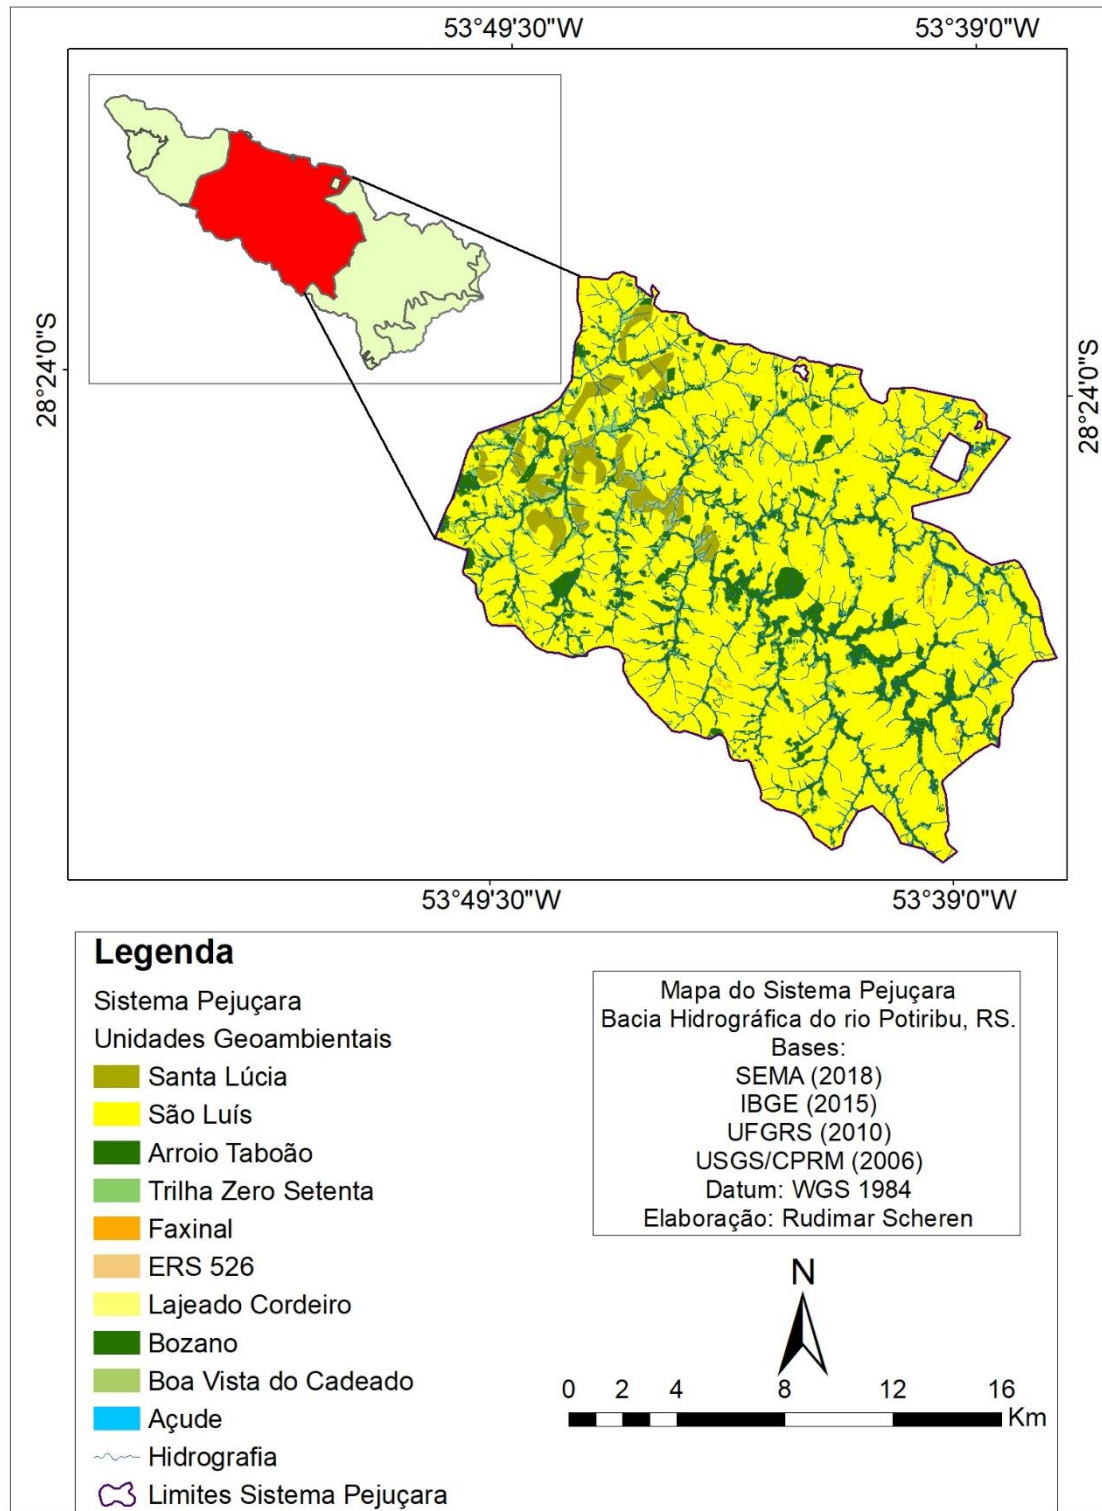 53°49'30"W
53°39'0"W
28°24'0"S
28°24'0"S
53°49'30"W
53°39'0"W
Legenda
Sistema Pejuçara
Unidades Geoambientais
Santa Lúcia
São Luís
Arroio Taboão
Trilha Zero Setenta
Faxinal
ERS 526
Lajeado Cordeiro
Bozano
Boa Vista do Cadeado
Açude
Hidrografia
Limites Sistema Pejuçara
Mapa do Sistema Pejuçara
Bacia Hidrográfica do rio Potiribu, RS.
Bases:
SEMA (2018)
IBGE (2015)
UFGRS (2010)
USGS/CPRM (2006)
Datum: WGS 1984
Elaboração: Rudimar Scheren
N
0 2 4 8 12 16
Km